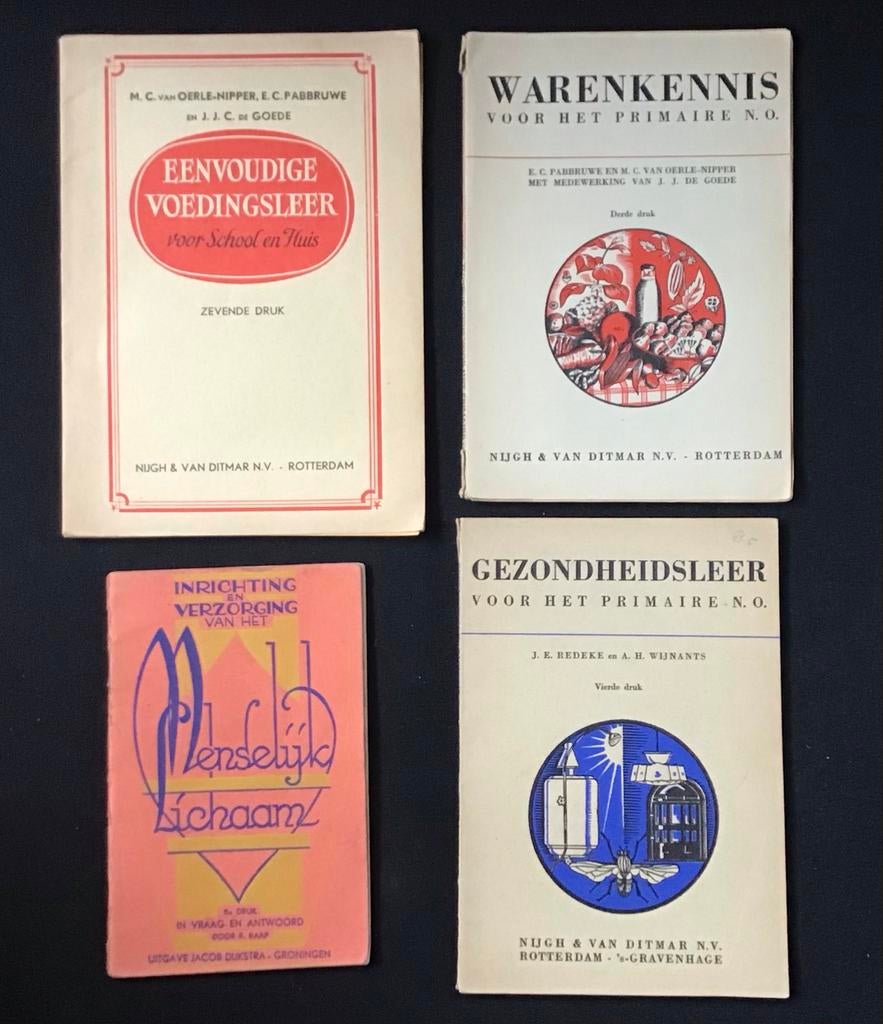 M. C. VAN OERLE-NIPPER, E. C. PABBRUWE
EN J. J. C. DE GOEDE
EENVOUDIGE
VOEDINGSLEER
voor School en Huis
ZEVENDE DRUK
NIJGH & VAN DITMAR N.V. - ROTTERDAM
WARENKENNIS
VOOR HET PRIMAIRE N. O.
E. C. PABBRUWE EN M. C. VAN OERLE-NIPPER
MET MEDEWERKING VAN J. J. DE GOEDE
Derde druk
NIJGH & VAN DITMAR N.V. - ROTTERDAM
INRICHTING
EN
VERZORGING
VAN HET
Menselijk
Lichaam
DRUK
IN VRAAG EN ANTWOORD
DOOR R. RAAP
UITGAVE JACOB DIJKSTRA - GRONINGEN
GEZONDHEIDSLEER
VOOR HET PRIMAIRE N. O.
J. E. REDEKE en A. H. WIJNANTS
Vierde druk
NIJGH & VAN DITMAR N.V.
ROTTERDAM - 's-GRAVENHAGE